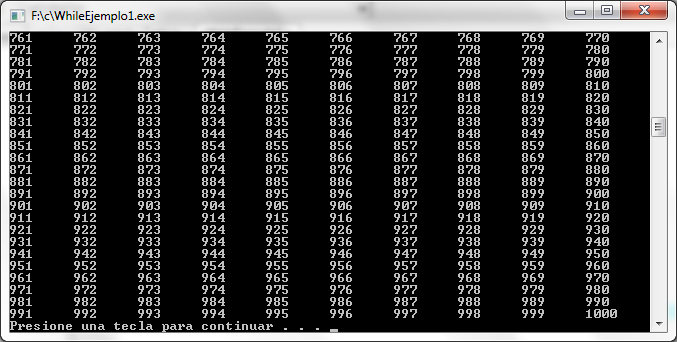 F:\c\WhileEjemplo1.exe
761 762 763 764 765 766 767 768 769 770
771 772 773 774 775 776 777 778 779 780
781 782 783 784 785 786 787 788 789 790
791 792 793 794 795 796 797 798 799 800
801 802 803 804 805 806 807 808 809 810
811 812 813 814 815 816 817 818 819 820
821 822 823 824 825 826 827 828 829 830
831 832 833 834 835 836 837 838 839 840
841 842 843 844 845 846 847 848 849 850
851 852 853 854 855 856 857 858 859 860
861 862 863 864 865 866 867 868 869 870
871 872 873 874 875 876 877 878 879 880
881 882 883 884 885 886 887 888 889 890
891 892 893 894 895 896 897 898 899 900
901 902 903 904 905 906 907 908 909 910
911 912 913 914 915 916 917 918 919 920
921 922 923 924 925 926 927 928 929 930
931 932 933 934 935 936 937 938 939 940
941 942 943 944 945 946 947 948 949 950
951 952 953 954 955 956 957 958 959 960
961 962 963 964 965 966 967 968 969 970
971 972 973 974 975 976 977 978 979 980
981 982 983 984 985 986 987 988 989 990
991 992 993 994 995 996 997 998 999 1000
Presione una tecla para continuar . . . _